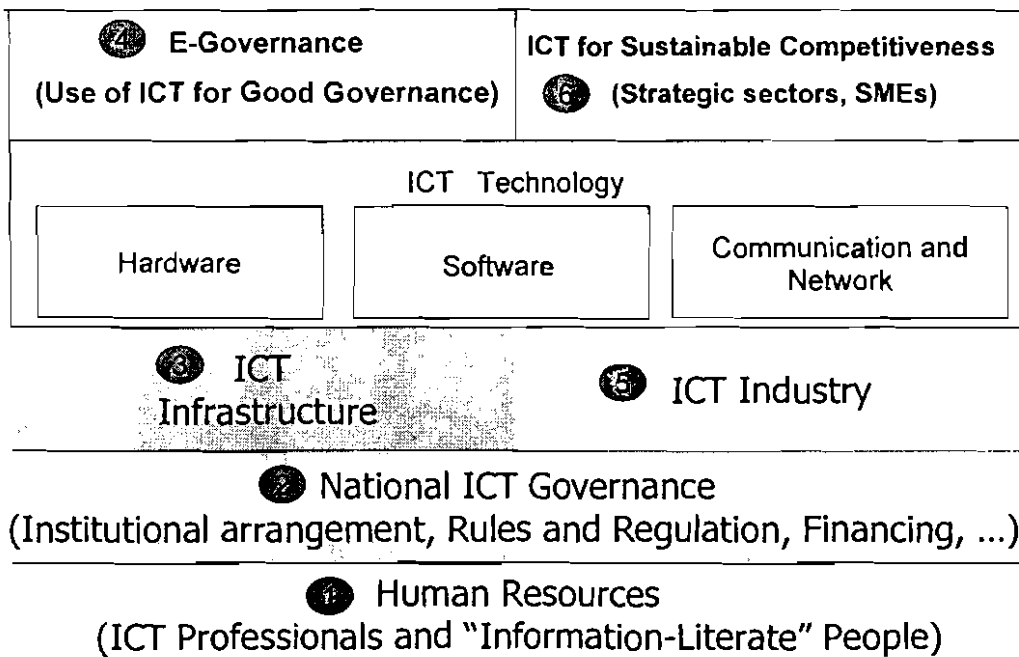 4 E-Governance
(Use of ICT for Good Governance)
ICT for Sustainable Competitiveness
6 (Strategic sectors, SMEs)
ICT Technology
Hardware
Software
Communication and
Network
3 ICT
Infrastructure
5 ICT Industry
2 National ICT Governance
(Institutional arrangement, Rules and Regulation, Financing, ...)
1 Human Resources
(ICT Professionals and "Information-Literate" People)